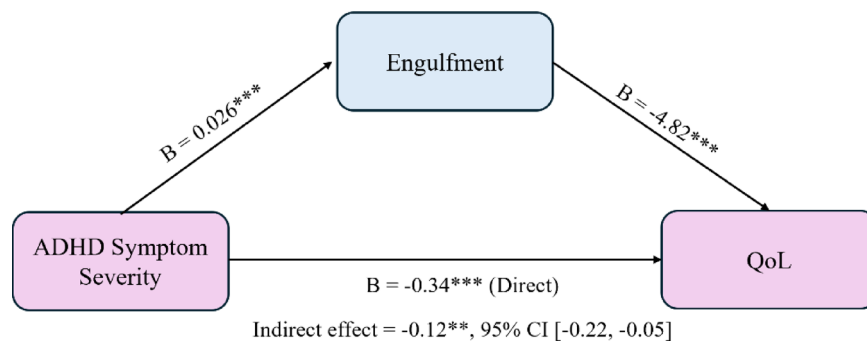 Engulfment
B = 0.026***
B = -4.82***
ADHD Symptom
Severity
QoL
B = -0.34*** (Direct)
Indirect effect = -0.12**, 95% CI [-0.22, -0.05]